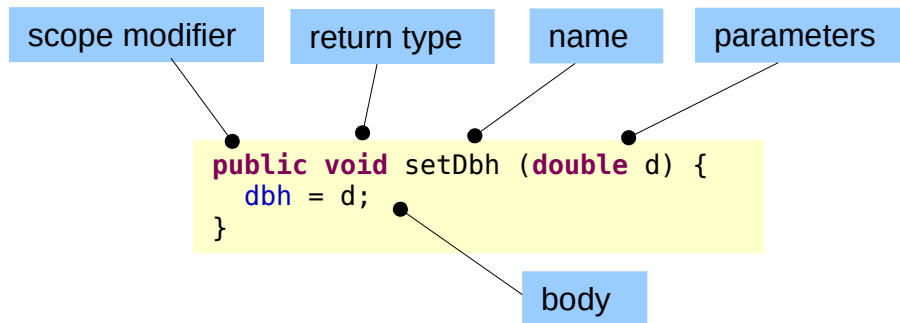 scope modifier
return type
name
parameters
public void setDbh (double d) {
dbh = d;
}
body